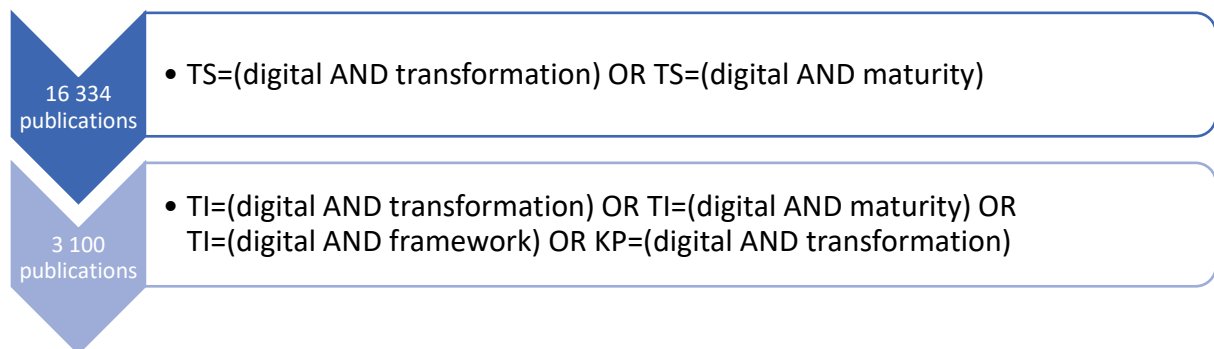 16 334
publications
• TS=(digital AND transformation) OR TS=(digital AND maturity)
3 100
publications
• TI=(digital AND transformation) OR TI=(digital AND maturity) OR
TI=(digital AND framework) OR KP=(digital AND transformation)